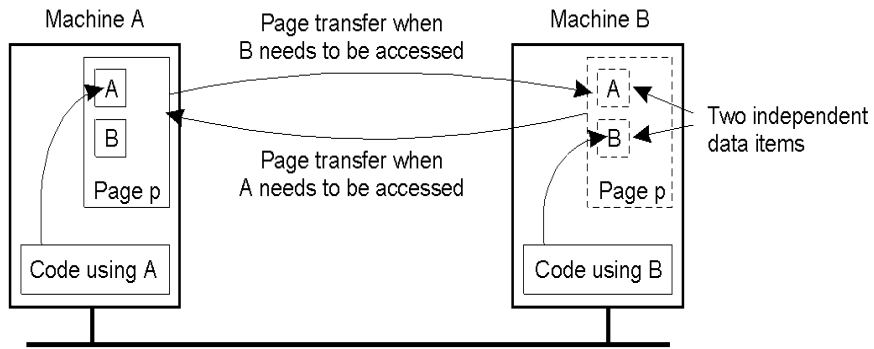 Machine A
Page transfer when
B needs to be accessed
Machine B
A
B
Page p
A
B
Page p
Two independent
data items
Page transfer when
A needs to be accessed
Code using A
Code using B